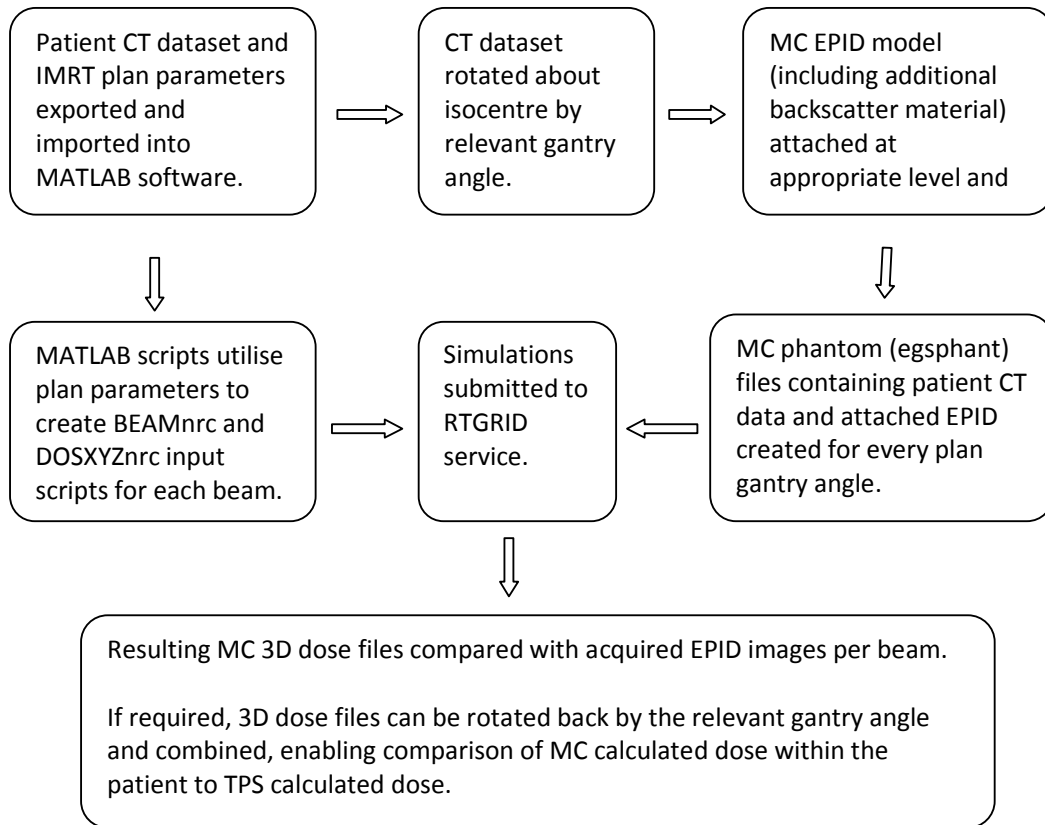 Patient CT dataset and
IMRT plan parameters
exported and
imported into
MATLAB software.
CT dataset
rotated about
isocentre by
relevant gantry
angle.
MC EPID model
(including additional
backscatter material)
attached at
appropriate level and
MATLAB scripts utilise
plan parameters to
create BEAMnrc and
DOSXYZnrc input
scripts for each beam.
Simulations
submitted to
RTGRID
service.
MC phantom (egsphant)
files containing patient CT
data and attached EPID
created for every plan
gantry angle.
Resulting MC 3D dose files compared with acquired EPID images per beam.
If required, 3D dose files can be rotated back by the relevant gantry angle
and combined, enabling comparison of MC calculated dose within the
patient to TPS calculated dose.